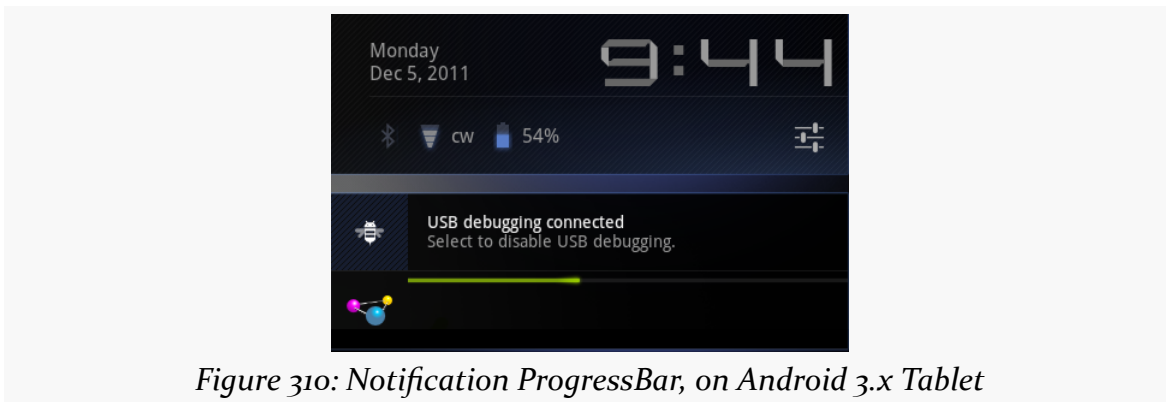 Monday
Dec 5, 2011
9:44
cw
54%
USB debugging connected
Select to disable USB debugging.
Figure 310: Notification ProgressBar, on Android 3.x Tablet